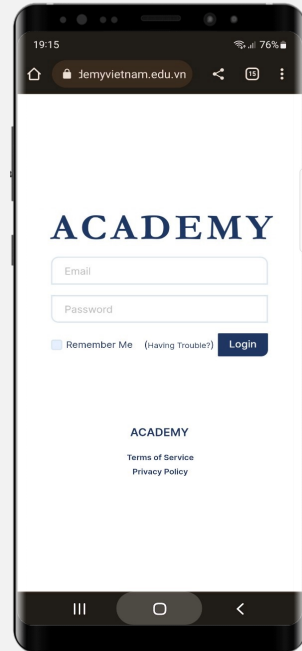 19:15 76%
demyvietnam.edu.vn 15
ACADEMY
Email
Password
Remember Me (Having Trouble?) Login
ACADEMY
Terms of Service
Privacy Policy